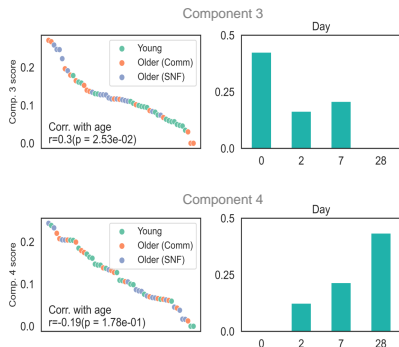 Component 3
Day
Comp. 3 score
0.2
0.1
0.0
Young
Older (Comm)
Older (SNF)
Corr. with age
r=0.3(p = 2.53e-02)
0.5
0.25
0.0
0 2 7 28
Component 4
Day
Comp. 4 score
0.2
0.1
0.0
Young
Older (Comm)
Older (SNF)
Corr. with age
r=-0.19(p = 1.78e-01)
0.5
0.25
0.0
0 2 7 28